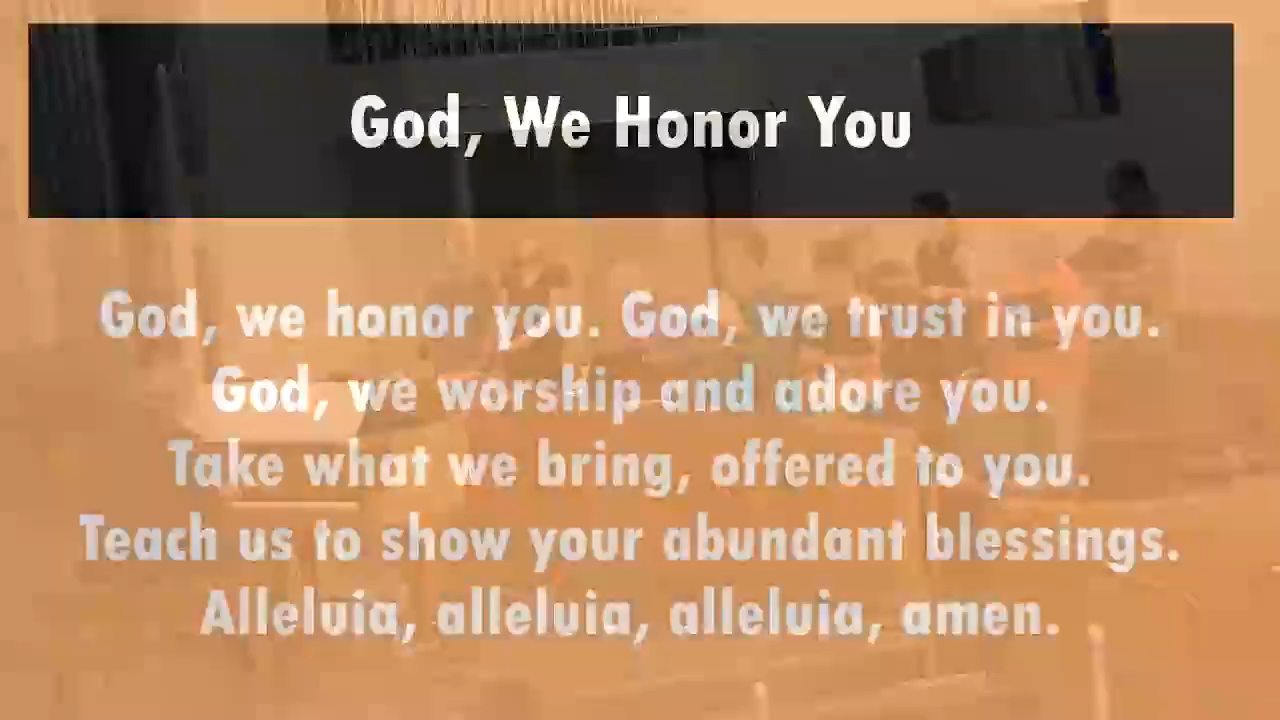 God, We Honor You
God, we honor you. God, we trust in you.
God, we worship and adore you.
Take what we bring, offered to you.
Teach us to show your abundant blessings.
Alleluia, alleluia, alleluia, amen.